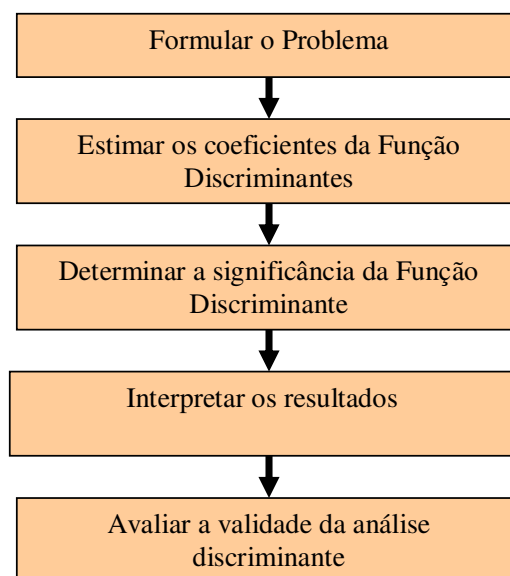 Formular o Problema
Estimar os coeficientes da Função
Discriminantes
Determinar a significância da Função
Discriminante
Interpretar os resultados
Avaliar a validade da análise
discriminante